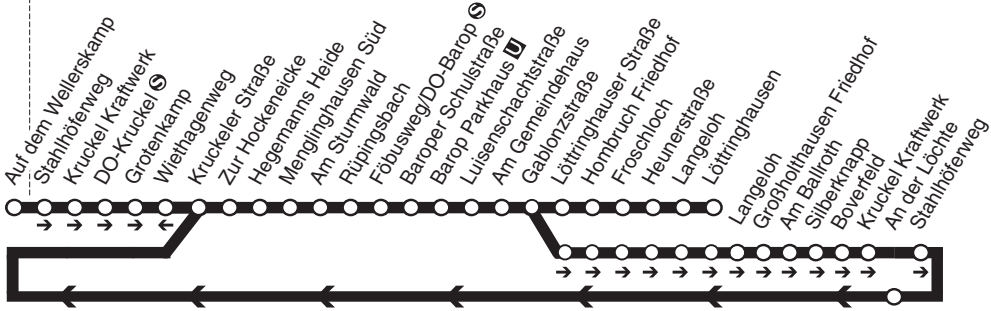 Auf dem Wellerskamp
Stahlhöferweg
Kruckel Kraftwerk
DO-Kruckel S
Grotenkamp
Wiethagenweg
Kruckeler Straße
Zur Hockeneicke
Hegemanns Heide
Menglinghausen Süd
Am Sturmwald
Rüpingsbach
Föbusweg/DO-Barop S
Baroper Schulstraße
Barop Parkhaus U
Luisenschachtstraße
Am Gemeindehaus
Gablonzstraße
Löttringhauser Straße
Hombruch Friedhof
Froschloch
Heunerstraße
Langeloh
Löttringhausen
Langeloh
Großholthausen Friedhof
Am Ballroth
Silberknapp
Boverfeld
Kruckel Kraftwerk
An der Löchte
Stahlhöferweg